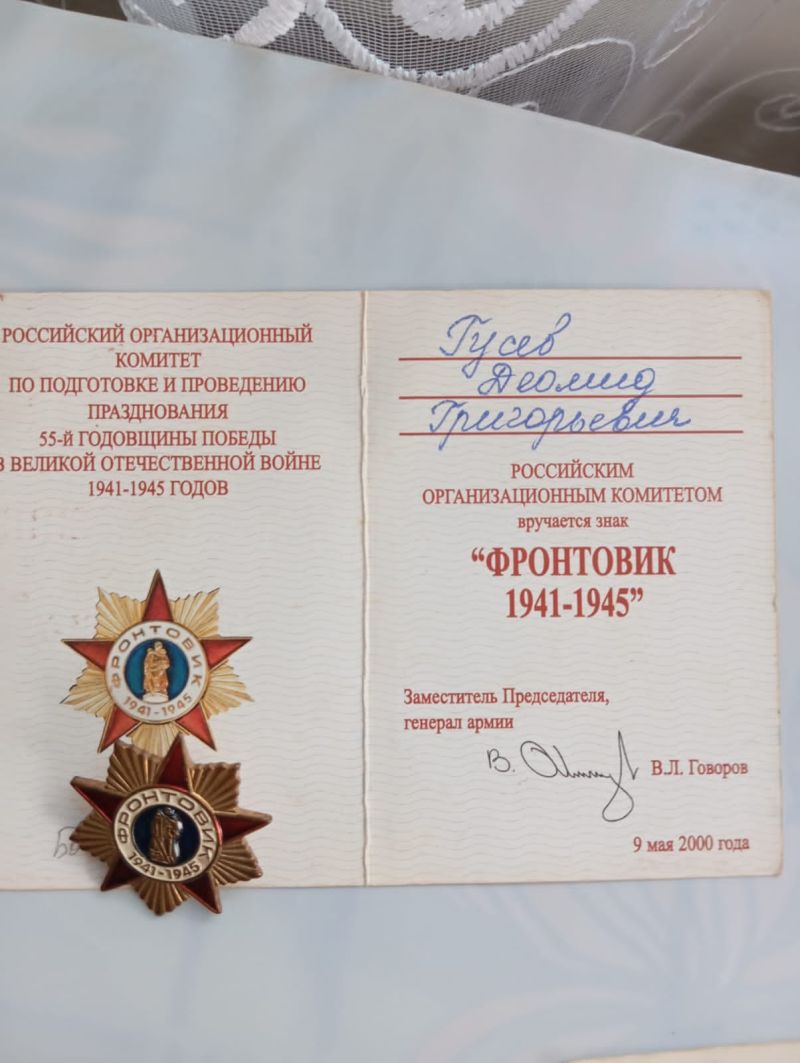 РОССИЙСКИЙ ОРГАНИЗАЦИОННЫЙ
КОМИТЕТ
ПО ПОДГОТОВКЕ И ПРОВЕДЕНИЮ
ПРАЗДНОВАНИЯ
55-й ГОДОВЩИНЫ ПОБЕДЫ
В ВЕЛИКОЙ ОТЕЧЕСТВЕННОЙ ВОЙНЕ
1941-1945 ГОДОВ
ФРОНТОВИК
1941-1945
ФРОНТОВИК
1941-1945
Гусев
Деомид
Григорьевич
РОССИЙСКИМ
ОРГАНИЗАЦИОННЫМ КОМИТЕТОМ
вручается знак
“ФРОНТОВИК
1941-1945”
Заместитель Председателя,
генерал армии
В.Л. Говоров
9 мая 2000 года